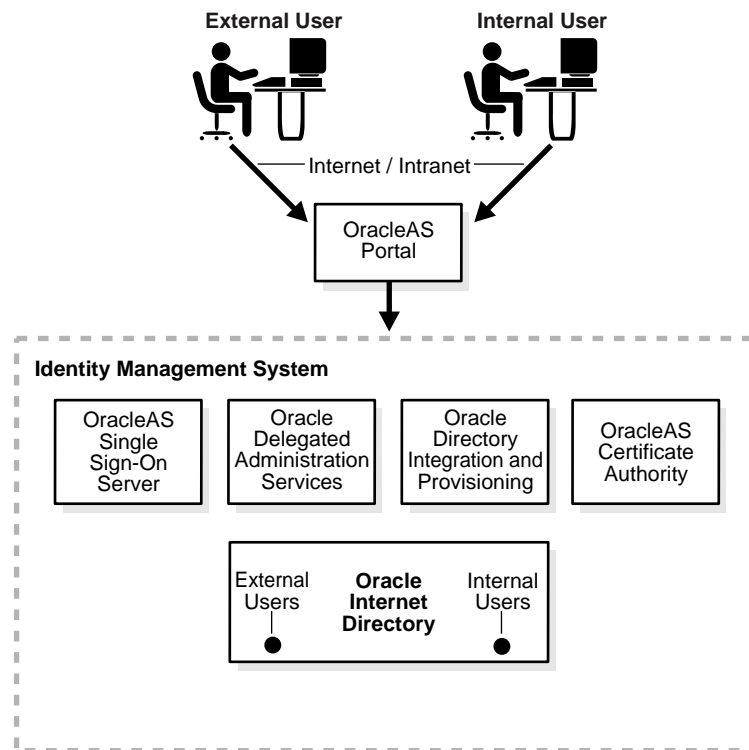 External User
Internal User
Internet / Intranet
OracleAS
Portal
Identity Management System
OracleAS
Single
Sign-On
Server
Oracle
Delegated
Administration
Services
Oracle
Directory
Integration and
Provisioning
OracleAS
Certificate
Authority
External
Users
Oracle
Internet
Directory
Internal
Users